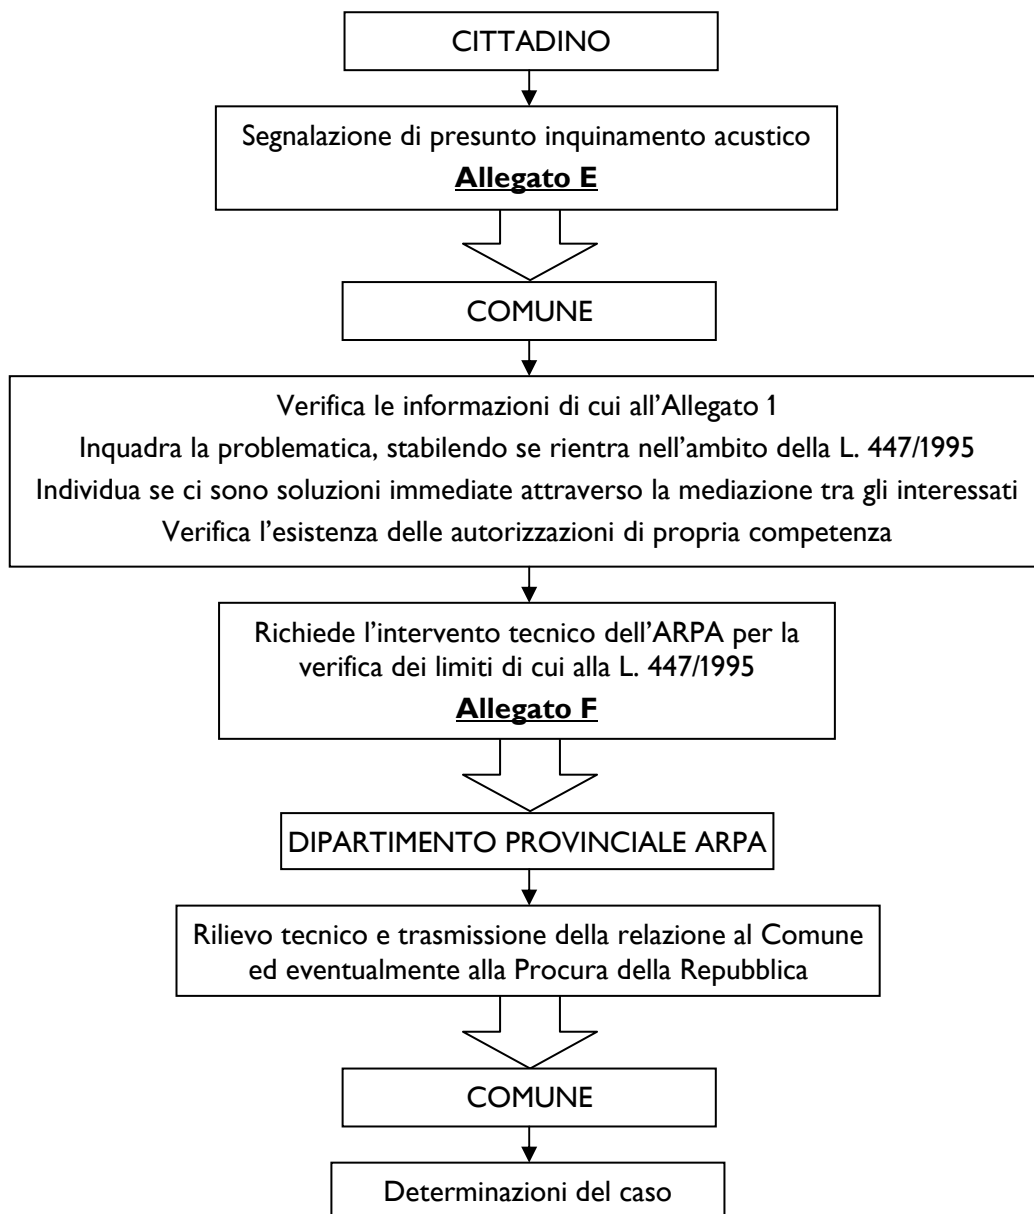 CITTADINO
Segnalazione di presunto inquinamento acustico
Allegato E
COMUNE
Verifica le informazioni di cui all’Allegato 1
Inquadra la problematica, stabilendo se rientra nell’ambito della L. 447/1995
Individua se ci sono soluzioni immediate attraverso la mediazione tra gli interessati
Verifica l’esistenza delle autorizzazioni di propria competenza
Richiede l’intervento tecnico dell’ARPA per la
verifica dei limiti di cui alla L. 447/1995
Allegato F
DIPARTIMENTO PROVINCIALE ARPA
Rilievo tecnico e trasmissione della relazione al Comune
ed eventualmente alla Procura della Repubblica
COMUNE
Determinazioni del caso